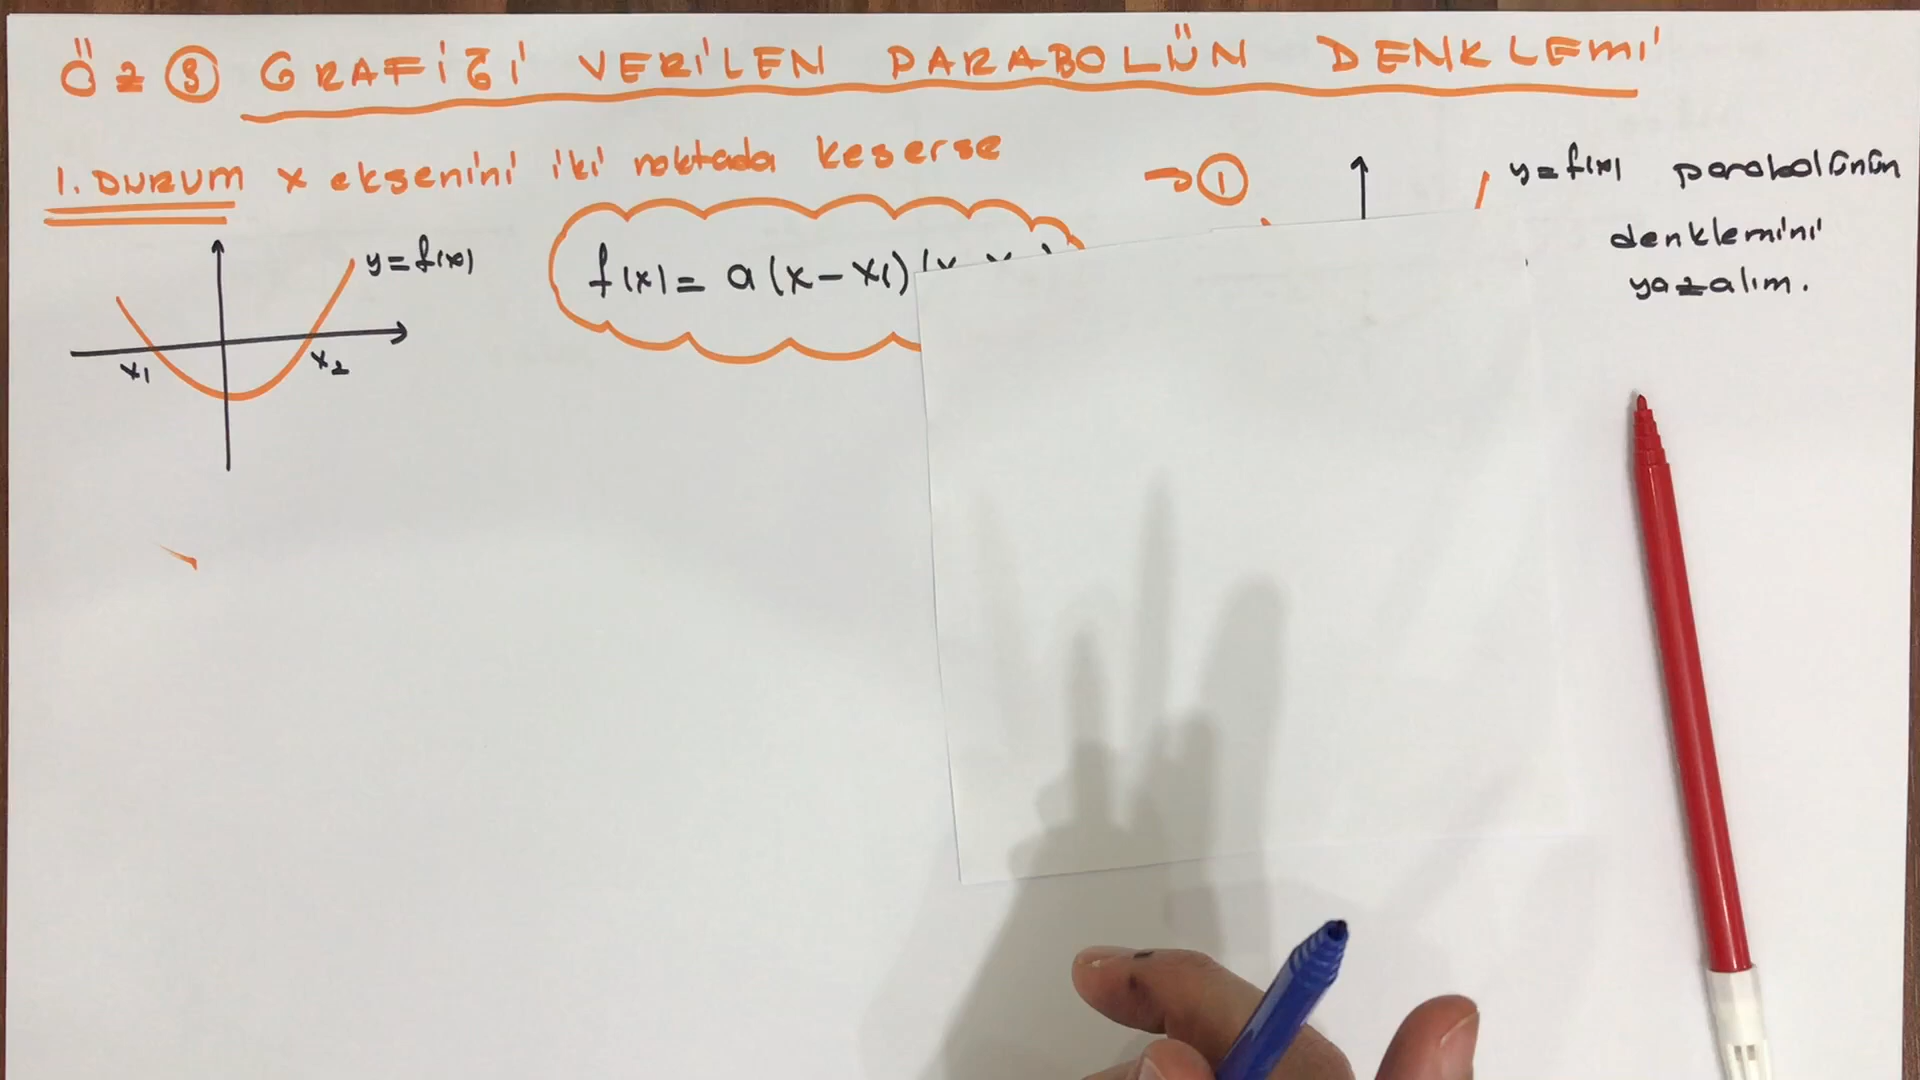 Öz ③ GRAFİĞİ VERİLEN PARABOLÜN DENKLEMİ
1. DURUM x eksenini iki noktada keserse
y=f(x)
x1
x2
f(x)= a(x-x1)
→ ①
y=f(x) parabolünün
denklemini
yazalım.